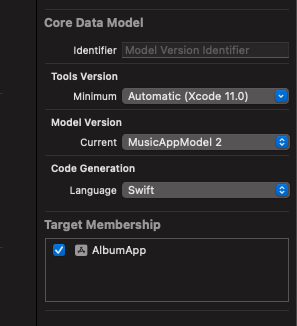 Core Data Model
Identifier Model Version Identifier
Tools Version
Minimum Automatic (Xcode 11.0)
Model Version
Current MusicAppModel 2
Code Generation
Language Swift
Target Membership
AlbumApp